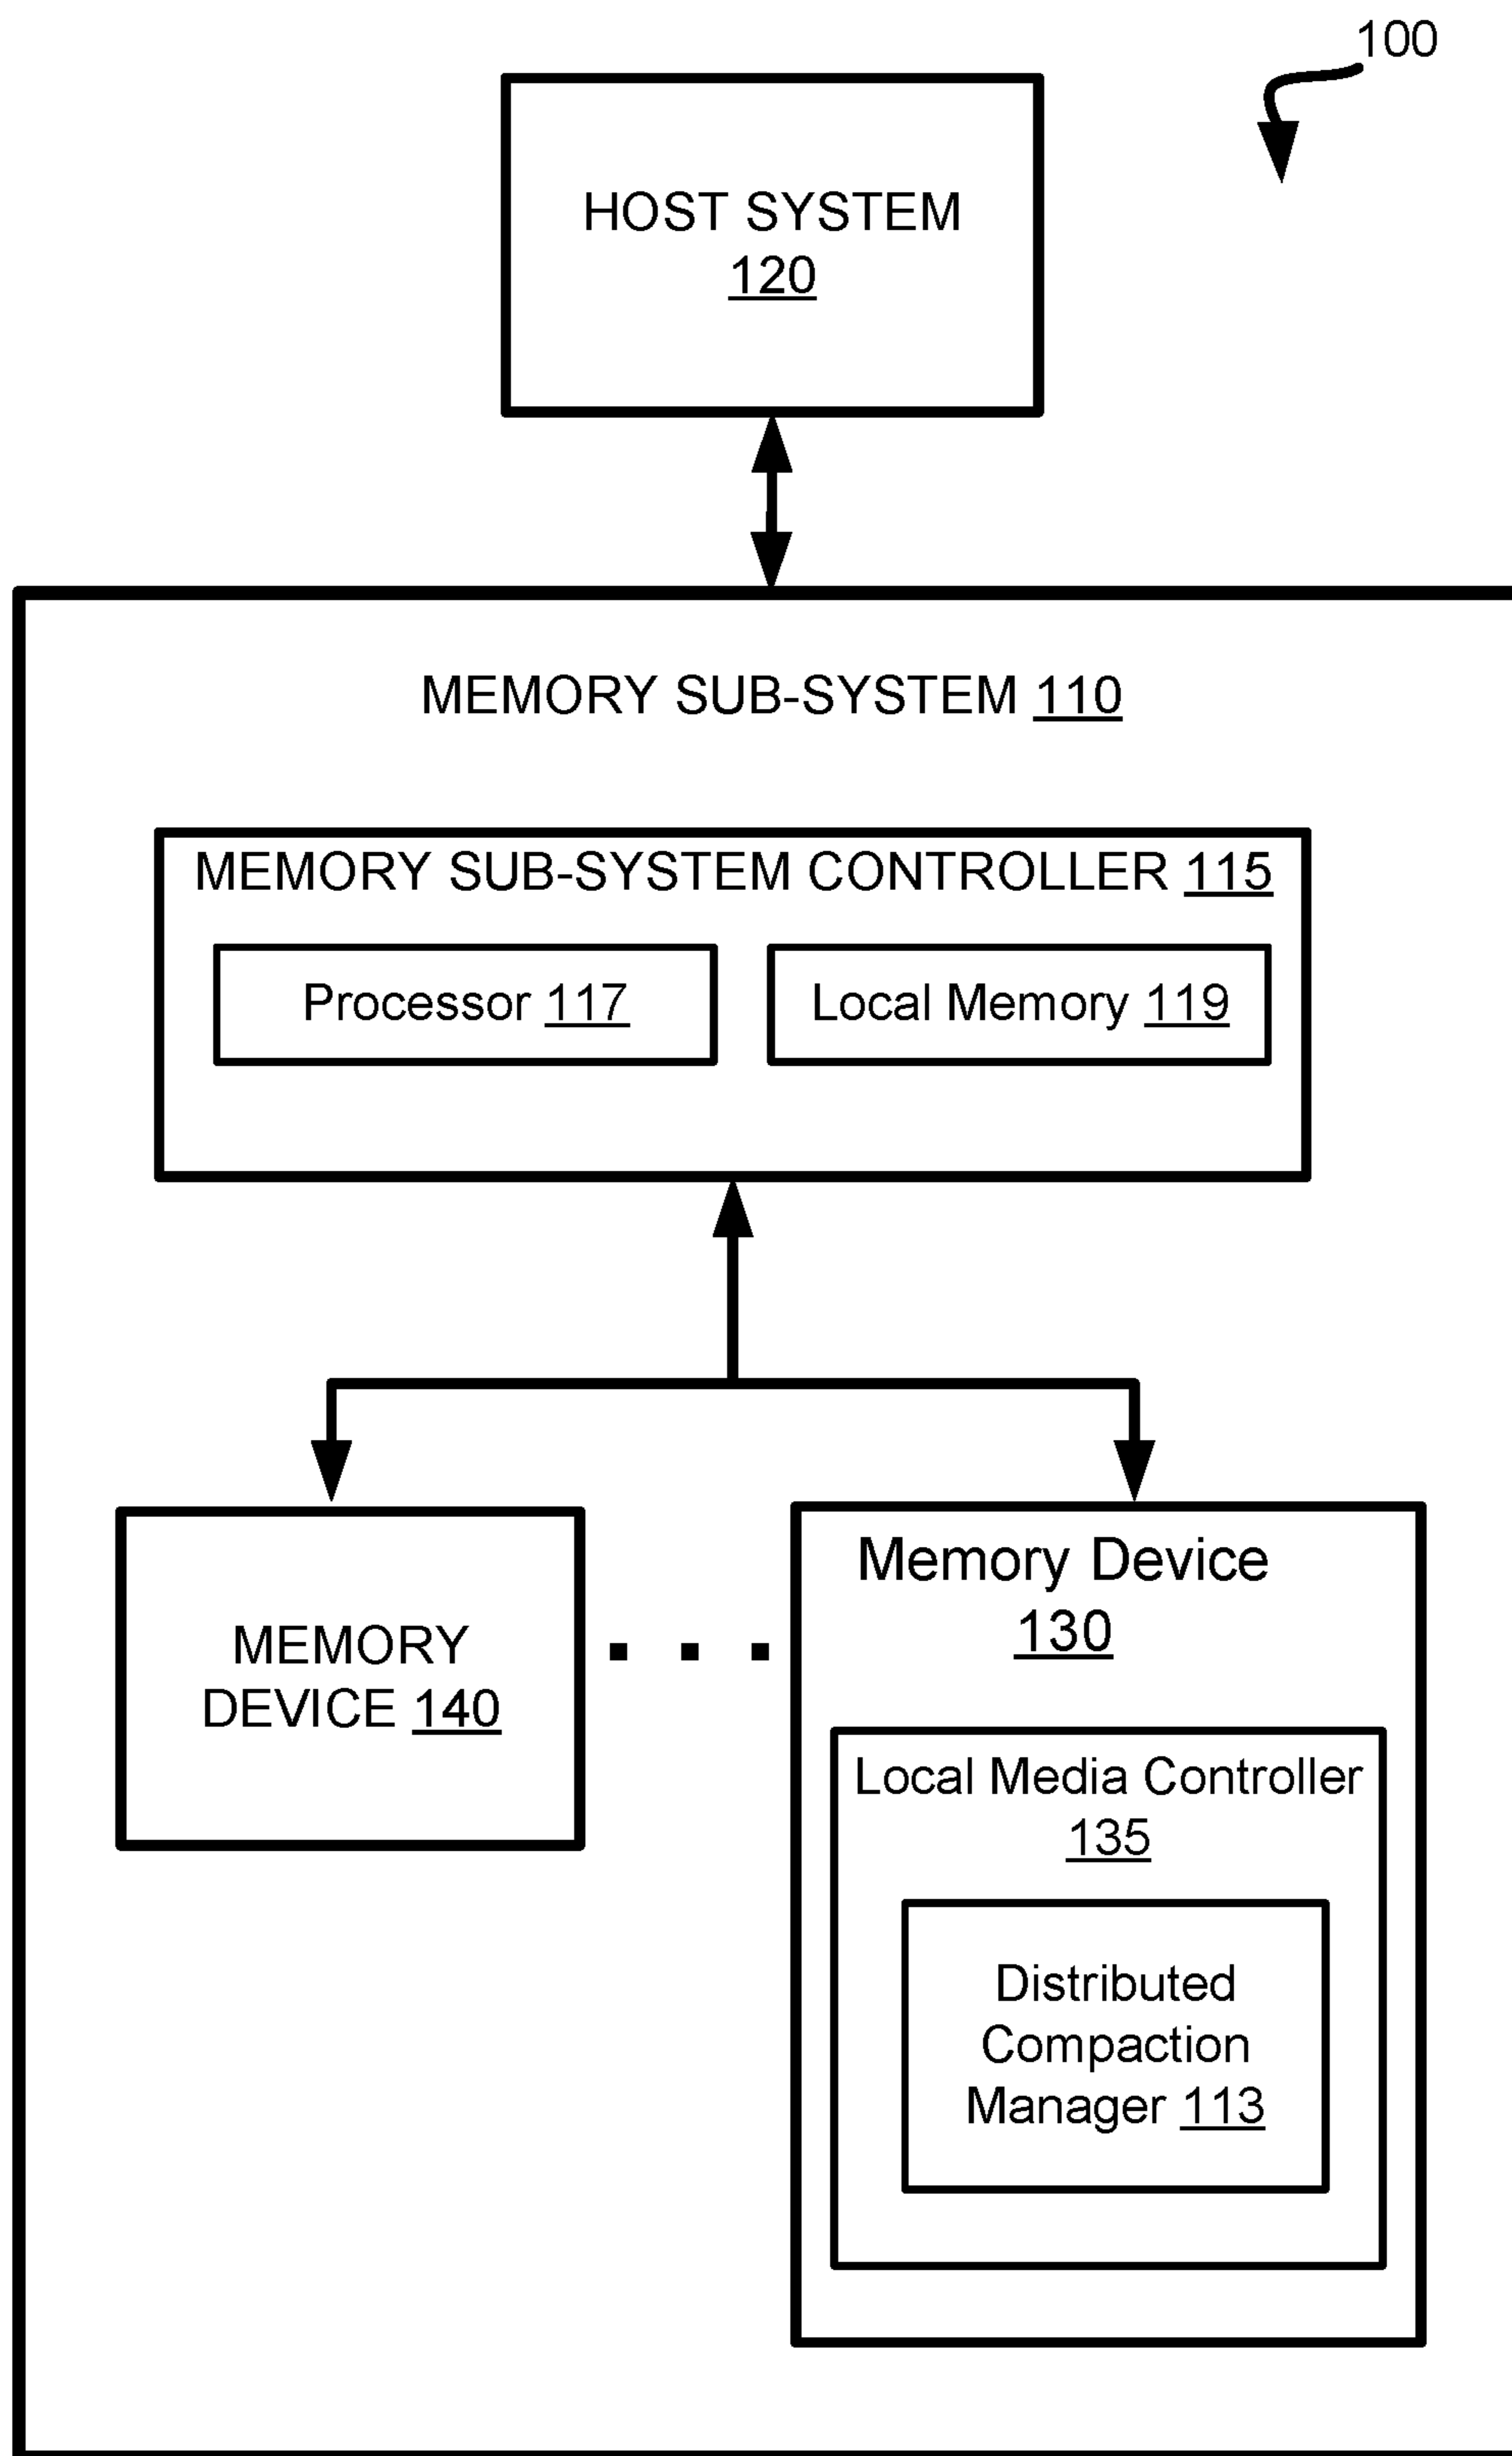 100
HOST SYSTEM
120
MEMORY SUB-SYSTEM 110
MEMORY SUB-SYSTEM CONTROLLER 115
Processor 117
Local Memory 119
MEMORY
DEVICE 140
Memory Device
130
Local Media Controller
135
Distributed
Compaction
Manager 113